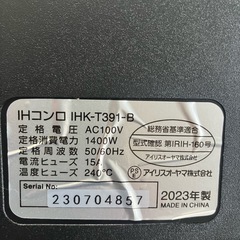 IHコンロ IHK-T391-B
定格電圧 AC100V
定格消費電力 1400W
定格周波数 50/60Hz
電流ヒューズ 15A
温度ヒューズ 240℃
総務省基準適合
型式確認 第IRIH-160号
アイリスオーヤマ株式会社
Serial No.
230704857
2023年製
MADE IN CHINA
アイリスオーヤマ株式会社